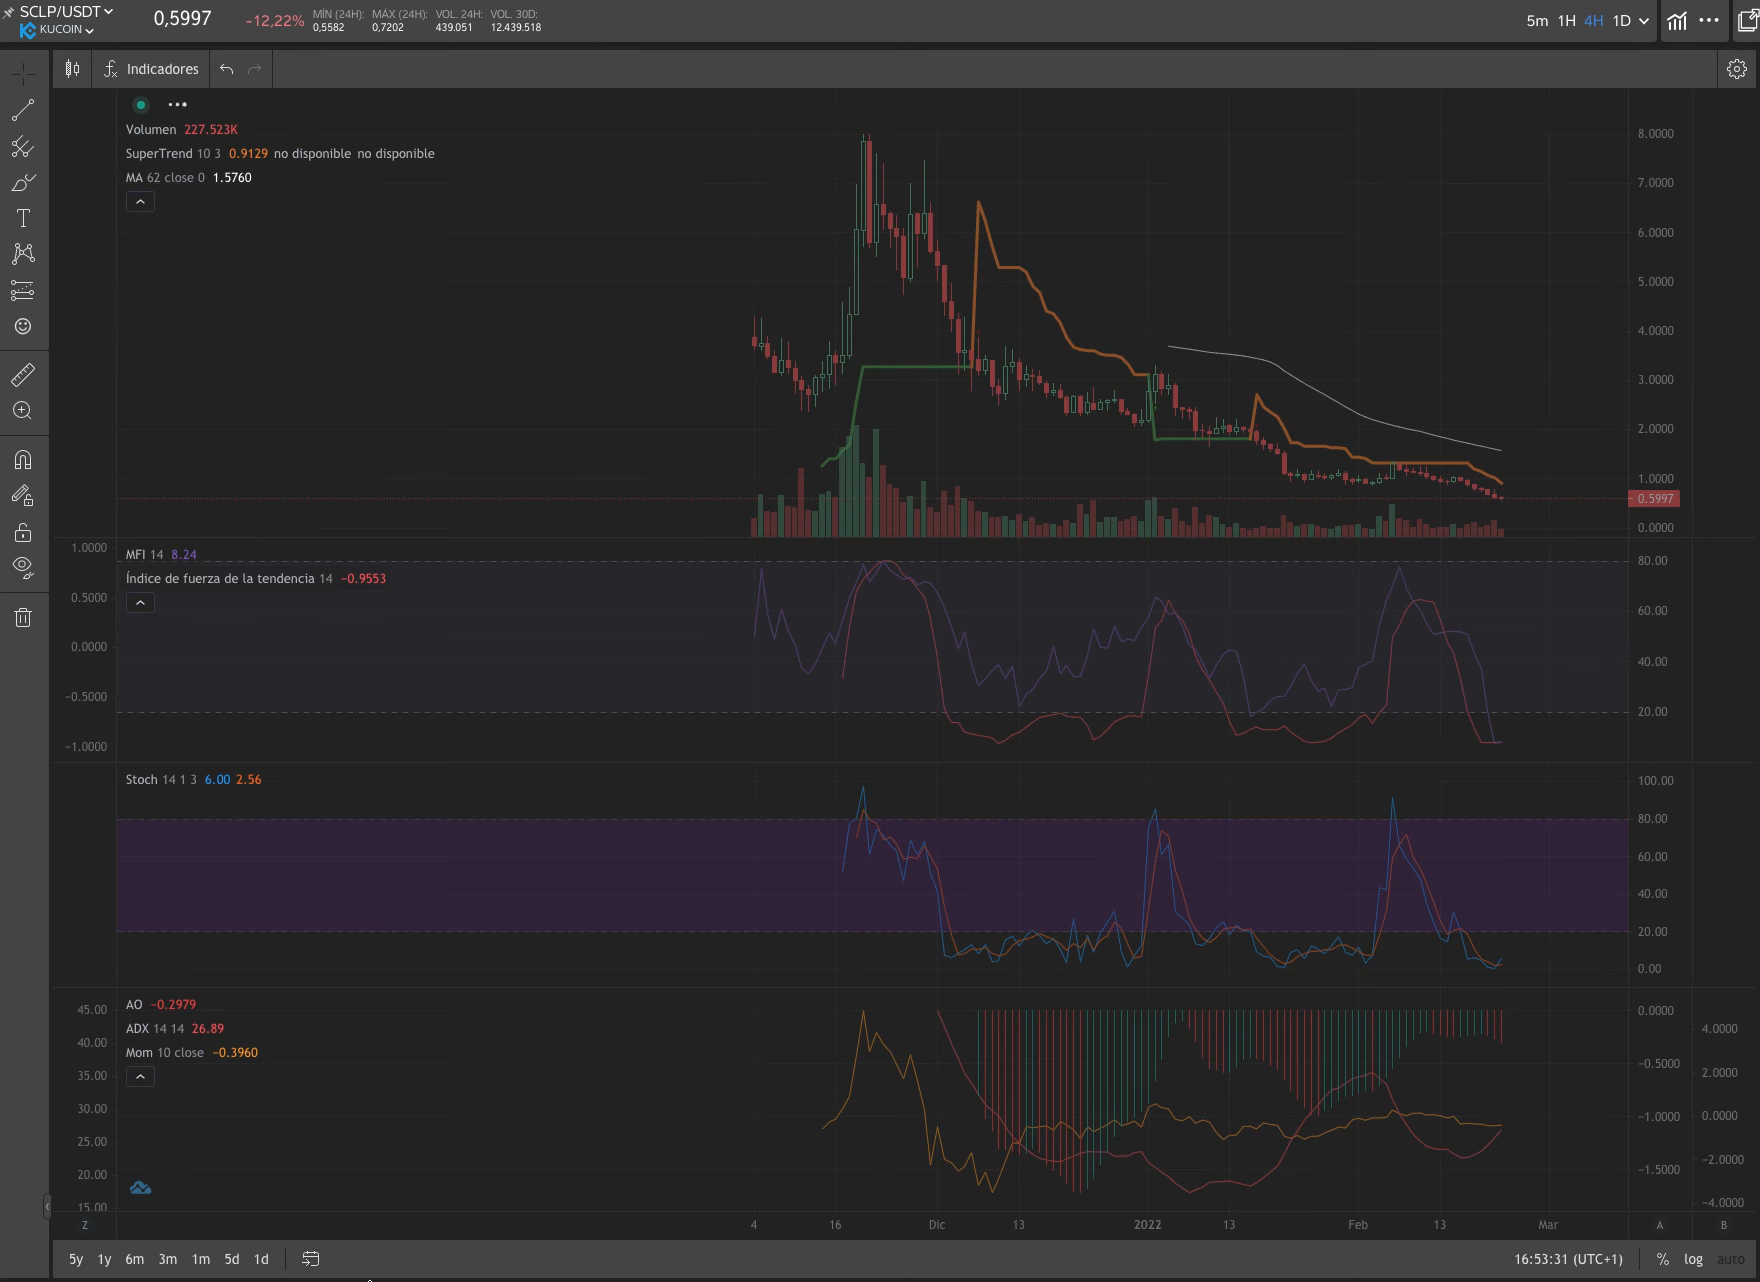 SCLP/USDT
KUCOIN
0,5997
-12,22%
MÍN (24H): MÁX (24H): VOL. 24H: VOL. 30D:
0,5582 0,7202 439.051 12.439.518
5m 1H 4H 1D
Indicadores
Volumen 227.523K
SuperTrend 10 3 0.9129 no disponible no disponible
MA 62 close 0 1.5760
8.0000
7.0000
6.0000
5.0000
4.0000
3.0000
2.0000
1.0000
0.5997
0.0000
MFI 14 8.24
Índice de fuerza de la tendencia 14 −0.9553
1.0000
0.5000
0.0000
−0.5000
−1.0000
80.00
60.00
40.00
20.00
Stoch 14 1 3 6.00 2.56
100.00
80.00
60.00
40.00
20.00
0.00
AO −0.2979
ADX 14 14 26.89
Mom 10 close −0.3960
45.00
40.00
35.00
30.00
25.00
20.00
15.00
0.0000
−0.5000
−1.0000
−1.5000
4.0000
2.0000
0.0000
−2.0000
−4.0000
Z 4 16 Dic 13 2022 13 Feb 13 Mar A B
5y 1y 6m 3m 1m 5d 1d
16:53:31 (UTC+1) % log auto